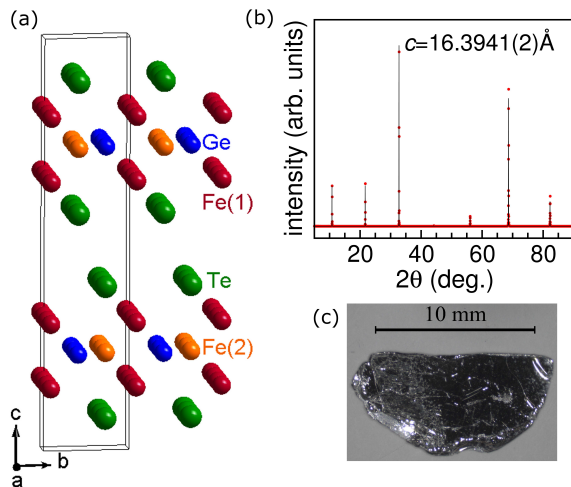 (a)
Ge
Fe(1)
Te
Fe(2)
c
a
b
(b)
c=16.3941(2)Å
intensity (arb. units)
20 40 60 80
2θ (deg.)
(c)
10 mm